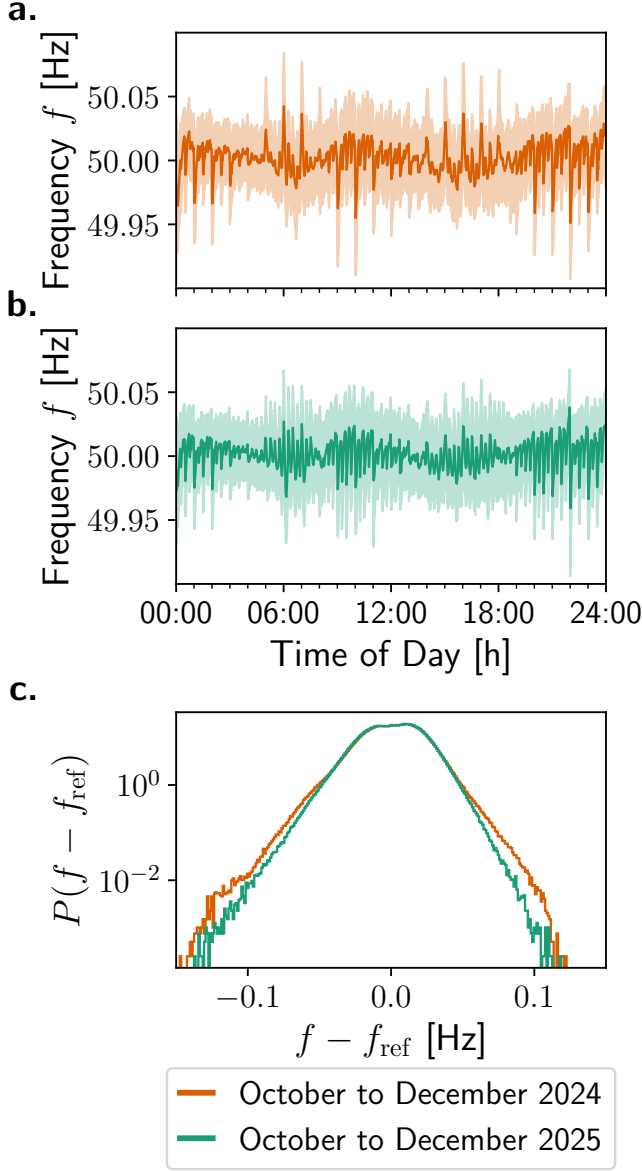 a.
Frequency f [Hz]
50.05
50.00
49.95
b.
Frequency f [Hz]
50.05
50.00
49.95
00:00 06:00 12:00 18:00 24:00
Time of Day [h]
c.
P(f − f_ref)
10^0
10^−2
−0.1 0.0 0.1
f − f_ref [Hz]
October to December 2024
October to December 2025